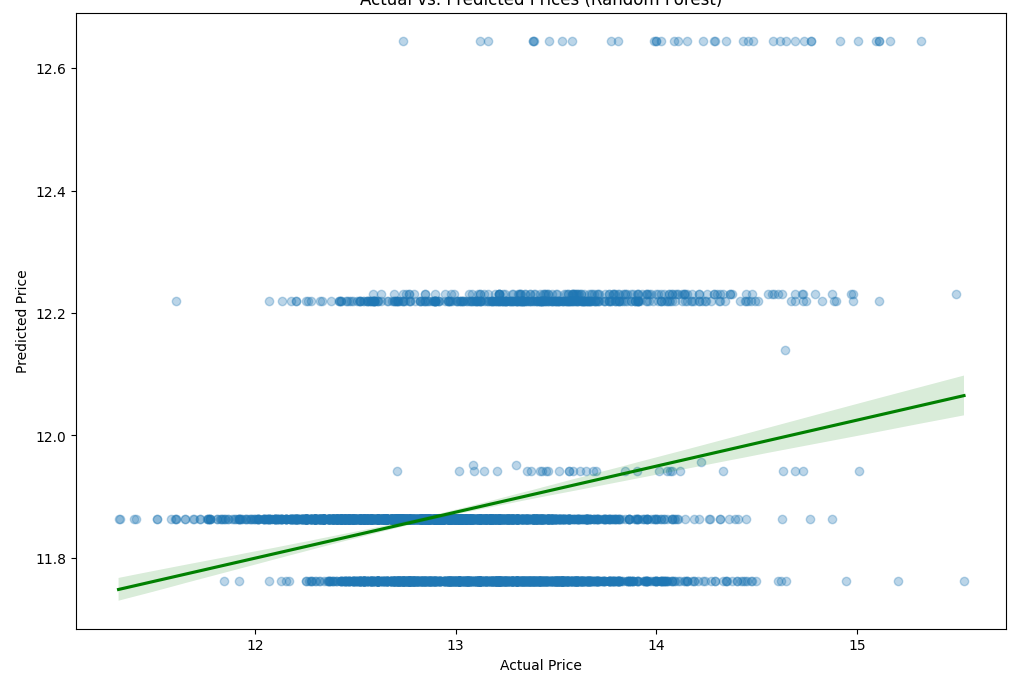 Actual vs. Predicted Prices (Random Forest)
12.6
12.4
12.2
12.0
11.8
Predicted Price
12 13 14 15
Actual Price